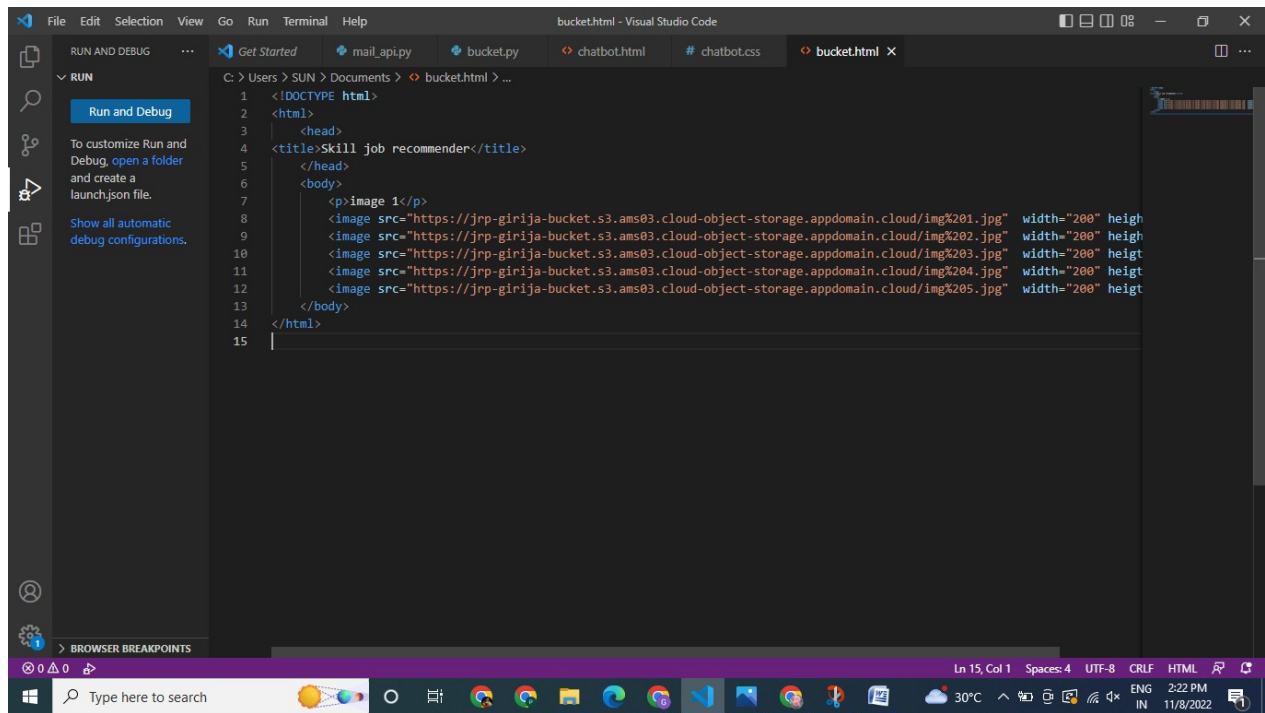 File Edit Selection View Go Run Terminal Help bucket.html - Visual Studio Code
RUN AND DEBUG ... Get Started mail_api.py bucket.py chatbot.html # chatbot.css bucket.html
RUN
C: > Users > SUN > Documents > bucket.html > ...
Run and Debug
To customize Run and
Debug, open a folder
and create a
launch.json file.
Show all automatic
debug configurations.
1 <!DOCTYPE html>
2 <html>
3 <head>
4 <title>Skill job recommender</title>
5 </head>
6 <body>
7 <p>image 1</p>
8 <image src="https://jrp-girija-bucket.s3.ams03.cloud-object-storage.appdomain.cloud/img%201.jpg" width="200" heigh
9 <image src="https://jrp-girija-bucket.s3.ams03.cloud-object-storage.appdomain.cloud/img%202.jpg" width="200" heigh
10 <image src="https://jrp-girija-bucket.s3.ams03.cloud-object-storage.appdomain.cloud/img%203.jpg" width="200" heigt
11 <image src="https://jrp-girija-bucket.s3.ams03.cloud-object-storage.appdomain.cloud/img%204.jpg" width="200" heigt
12 <image src="https://jrp-girija-bucket.s3.ams03.cloud-object-storage.appdomain.cloud/img%205.jpg" width="200" heigt
13 </body>
14 </html>
15
1
BROWSER BREAKPOINTS
0 0 Ln 15, Col 1 Spaces: 4 UTF-8 CRLF HTML
Type here to search 30°C ENG IN 2:22 PM 11/8/2022 1